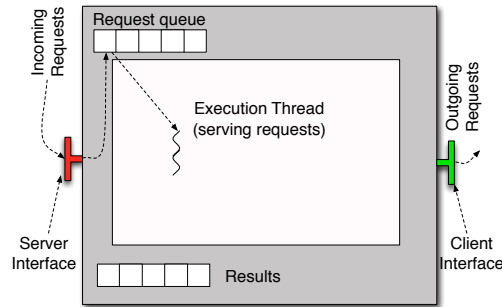 Request queue
Incoming
Requests
Execution Thread
(serving requests)
Outgoing
Requests
Server
Interface
Client
Interface
Results